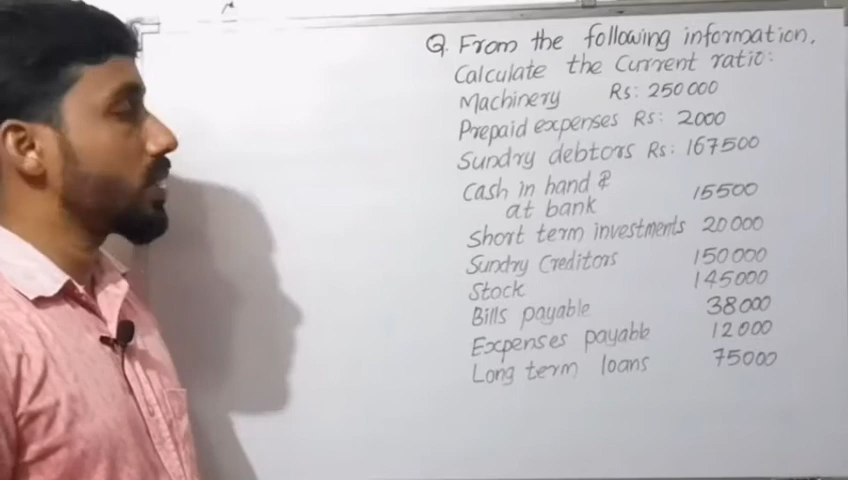 Q. From the following information,
Calculate the Current ratio:
Machinery Rs: 250000
Prepaid expenses Rs: 2000
Sundry debtors Rs: 167500
Cash in hand &
at bank 15500
Short term investments 20000
Sundry Creditors 150000
Stock 145000
Bills payable 38000
Expenses payable 12000
Long term loans 75000